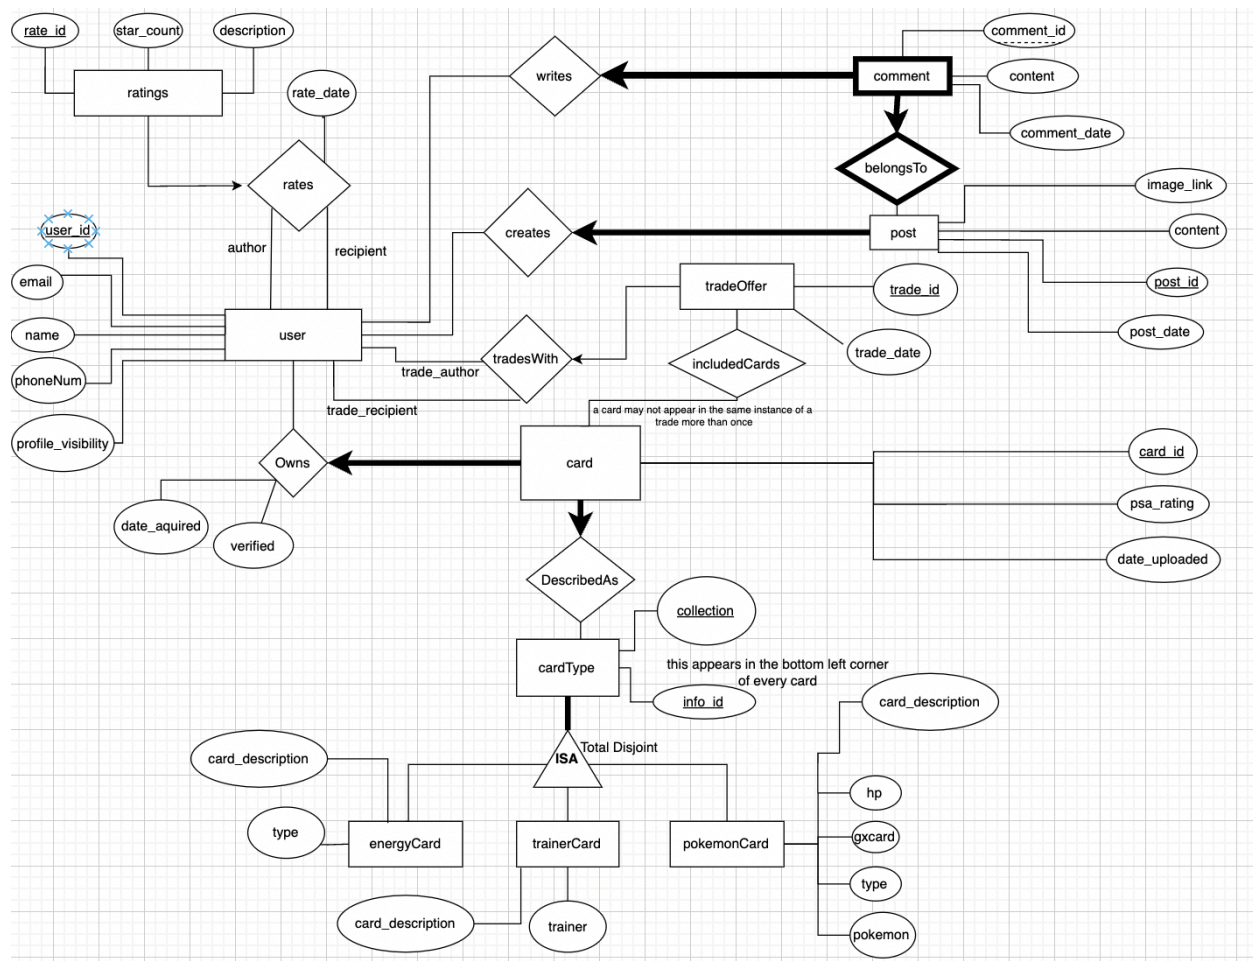 rate_id
star_count
description
comment_id
ratings
rate_date
writes
comment
content
comment_date
rates
belongsTo
image_link
user_id
author
recipient
creates
post
content
email
tradeOffer
trade_id
post_id
name
user
tradesWith
includedCards
trade_date
post_date
phoneNum
trade_author
trade_recipient
a card may not appear in the same instance of a
trade more than once
profile_visibility
Owns
card
card_id
psa_rating
date_aquired
verified
date_uploaded
DescribedAs
collection
cardType
this appears in the bottom left corner
of every card
info_id
card_description
card_description
ISA
Total Disjoint
hp
type
energyCard
trainerCard
pokemonCard
gxcard
type
card_description
trainer
pokemon